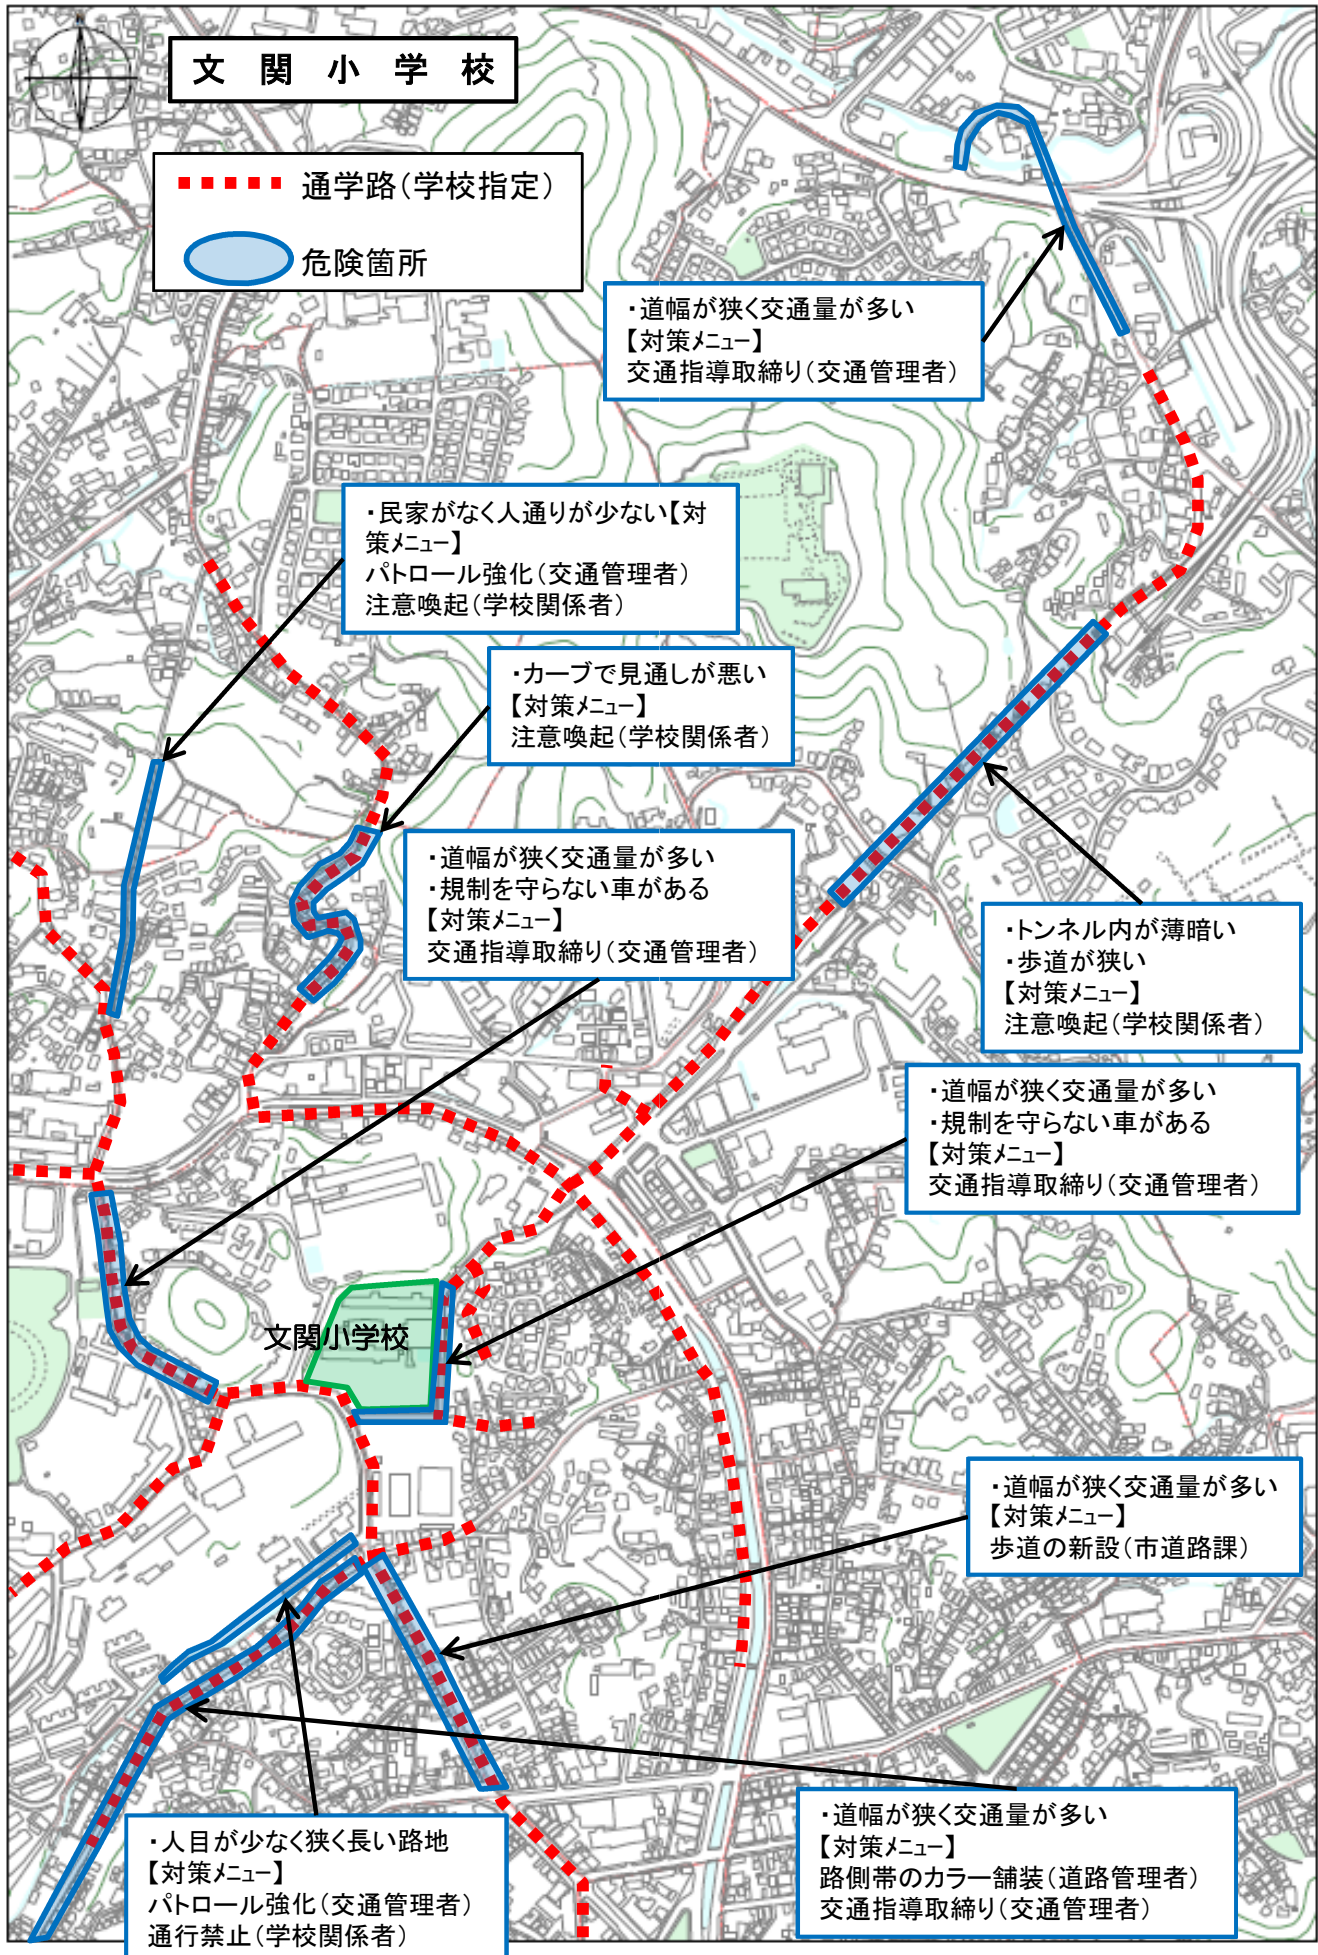 文関小学校
通学路(学校指定)
危険箇所
・道幅が狭く交通量が多い
【対策メニュー】
交通指導取締り(交通管理者)
・民家がなく人通りが少ない【対
策メニュー】
パトロール強化(交通管理者)
注意喚起(学校関係者)
・カーブで見通しが悪い
【対策メニュー】
注意喚起(学校関係者)
・道幅が狭く交通量が多い
・規制を守らない車がある
【対策メニュー】
交通指導取締り(交通管理者)
・トンネル内が薄暗い
・歩道が狭い
【対策メニュー】
注意喚起(学校関係者)
・道幅が狭く交通量が多い
・規制を守らない車がある
【対策メニュー】
交通指導取締り(交通管理者)
文関小学校
・道幅が狭く交通量が多い
【対策メニュー】
歩道の新設(市道路課)
・道幅が狭く交通量が多い
【対策メニュー】
路側帯のカラー舗装(道路管理者)
交通指導取締り(交通管理者)
・人目が少なく狭く長い路地
【対策メニュー】
パトロール強化(交通管理者)
通行禁止(学校関係者)